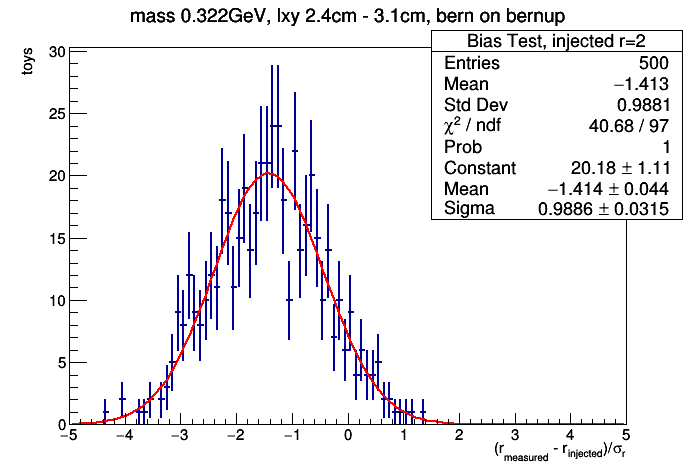 mass 0.322GeV, lxy 2.4cm - 3.1cm, bern on bernup
Bias Test, injected r=2
Entries 500
Mean −1.413
Std Dev 0.9881
χ² / ndf 40.68 / 97
Prob 1
Constant 20.18 ± 1.11
Mean −1.414 ± 0.044
Sigma 0.9886 ± 0.0315
toys
30
25
20
15
10
5
0
−5 −4 −3 −2 −1 0 1 2 3 4 5
(r_measured - r_injected)/σ_r